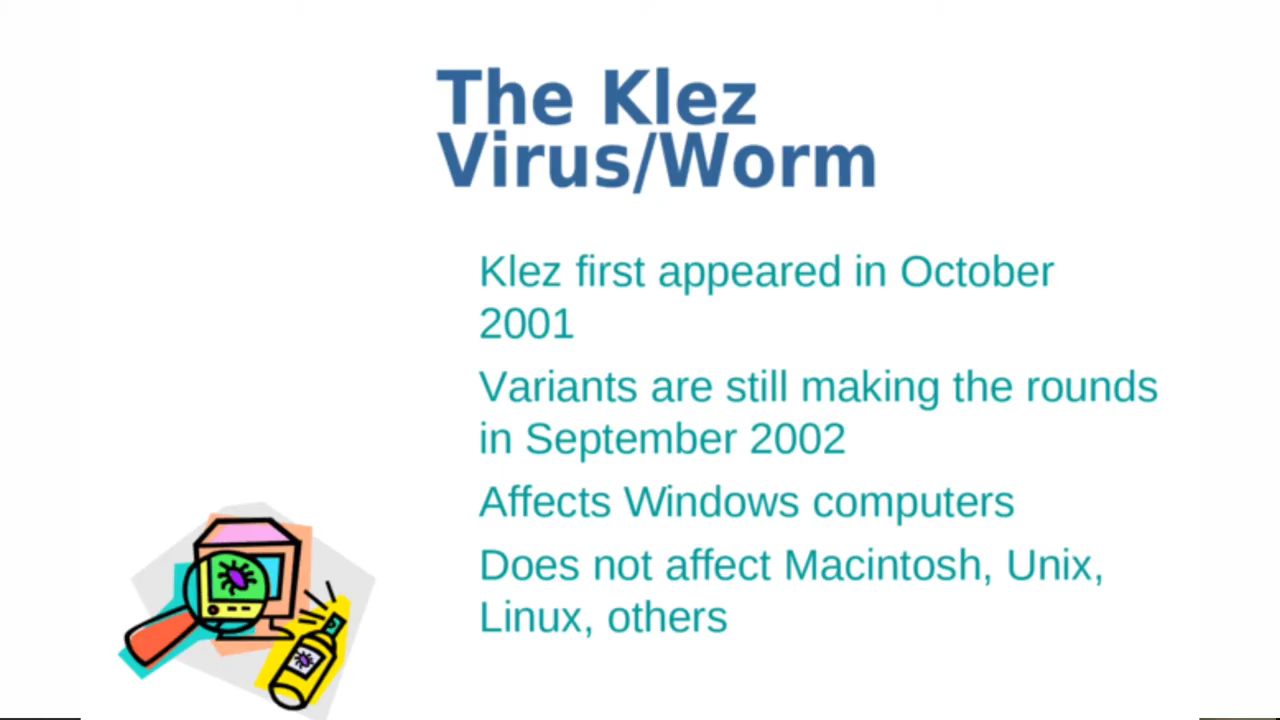 The Klez
Virus/Worm
Klez first appeared in October
2001
Variants are still making the rounds
in September 2002
Affects Windows computers
Does not affect Macintosh, Unix,
Linux, others